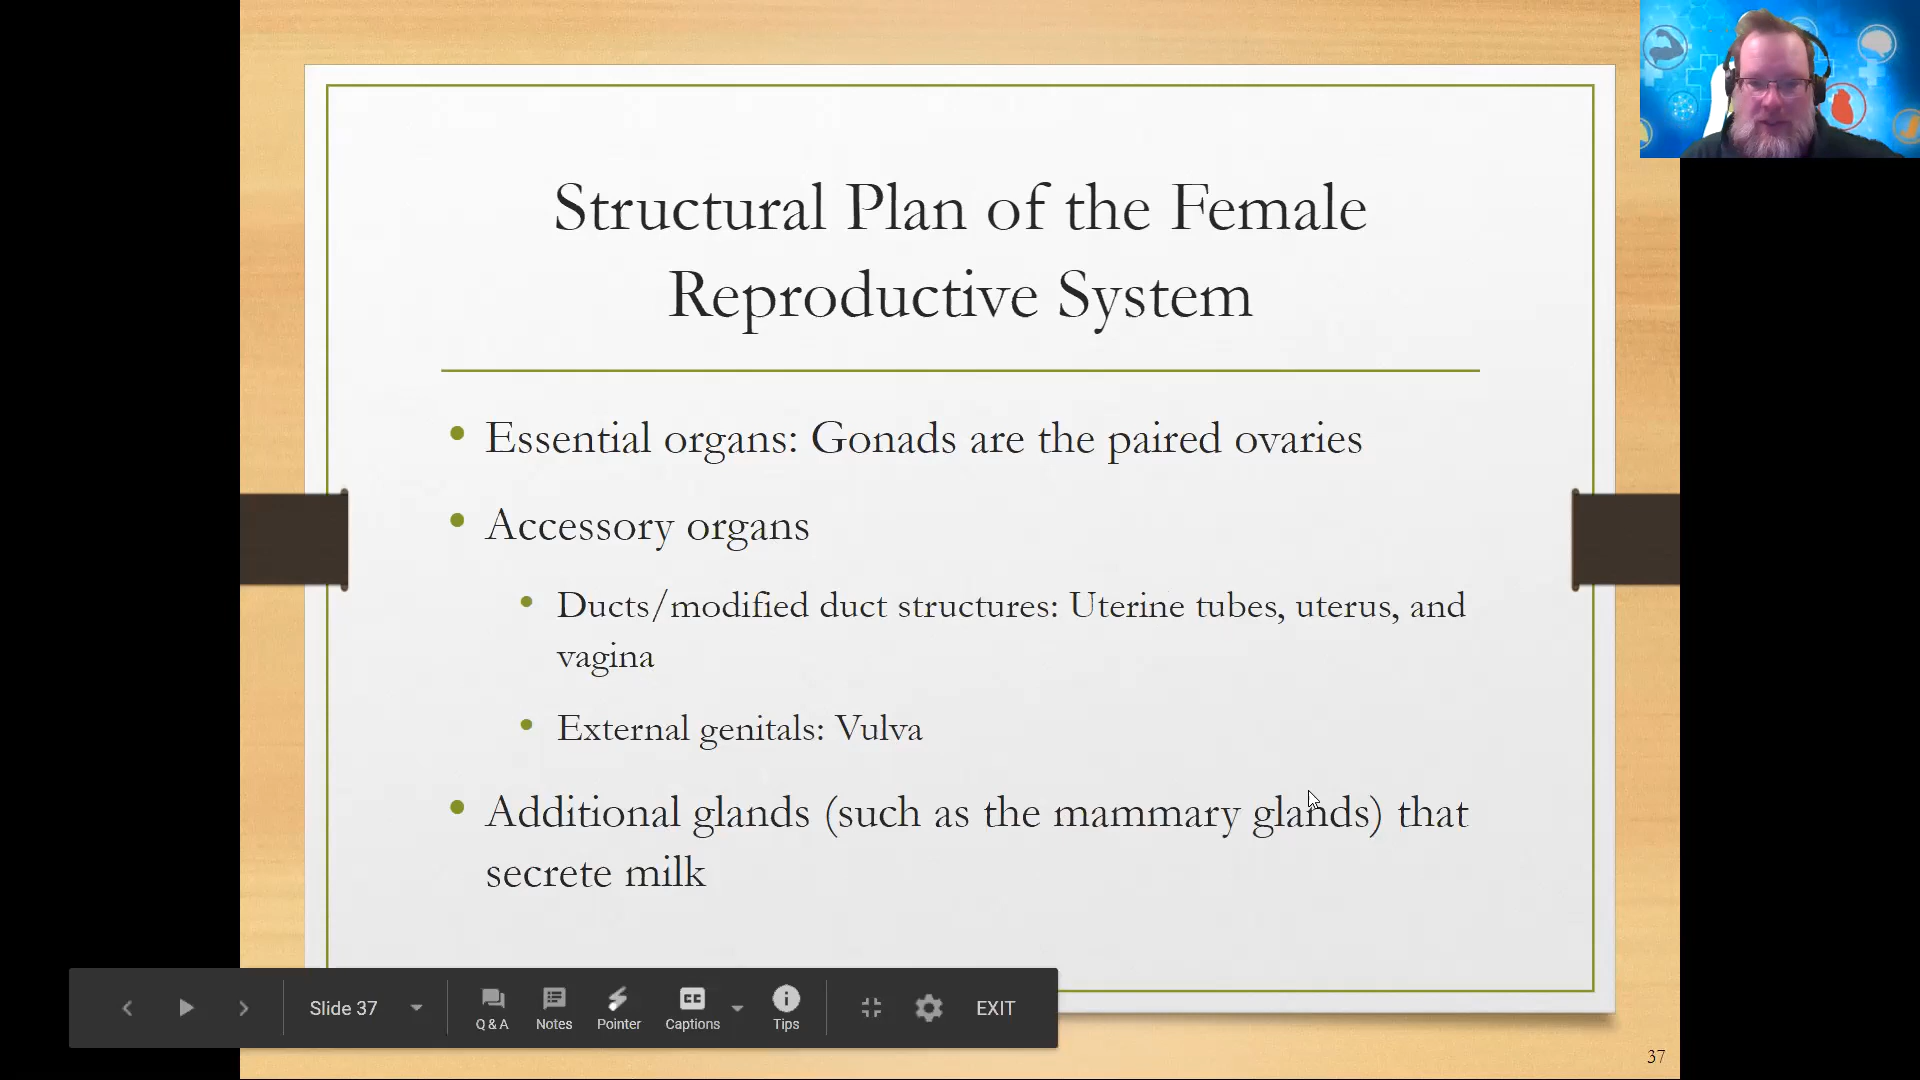 Structural Plan of the Female
Reproductive System
• Essential organs: Gonads are the paired ovaries
• Accessory organs
• Ducts/modified duct structures: Uterine tubes, uterus, and
vagina
• External genitals: Vulva
• Additional glands (such as the mammary glands) that
secrete milk
Slide 37
Q & A
Notes
Pointer
CC
Captions
Tips
EXIT
37